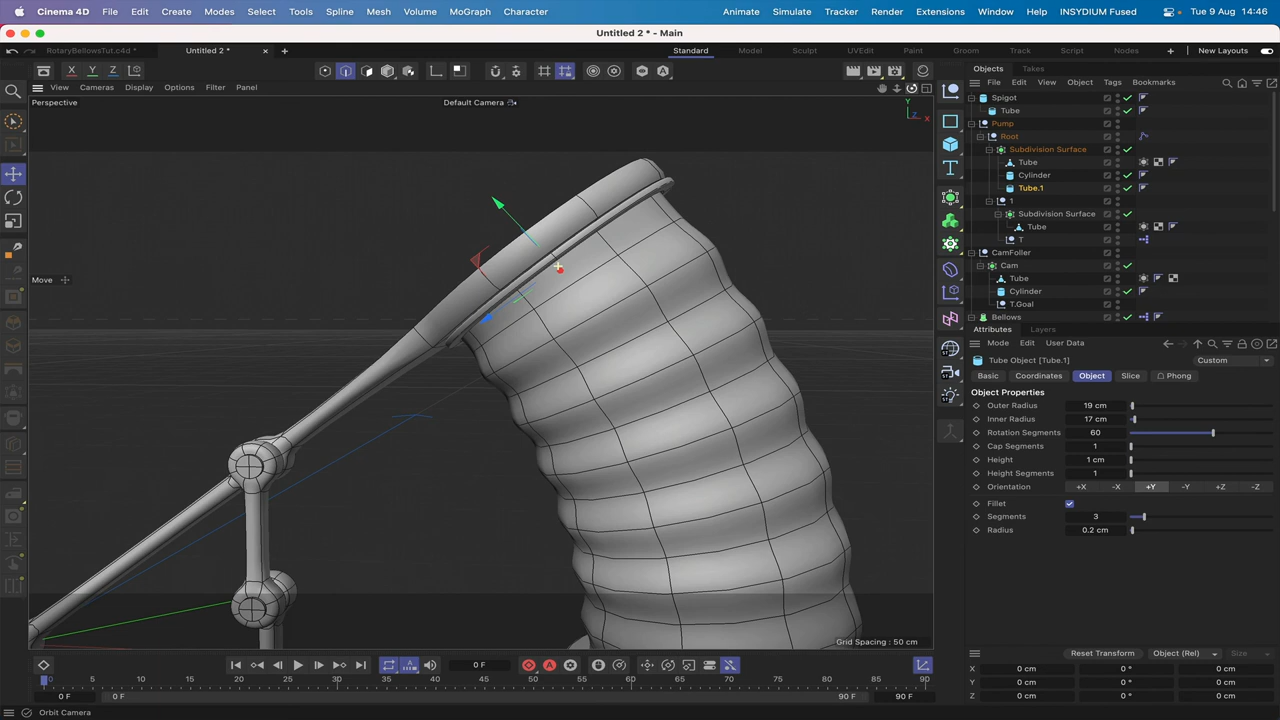 Cinema 4D File Edit Create Modes Select Tools Spline Mesh Volume MoGraph Character Animate Simulate Tracker Render Extensions Window Help INSYDIUM Fused Tue 9 Aug 14:46
Untitled 2 * - Main
RotaryBellowsTut.c4d * Untitled 2 * Standard Model Sculpt UVEdit Paint Groom Track Script Nodes New Layouts
X Y Z
Objects Takes
File Edit View Object Tags Bookmarks
View Cameras Display Options Filter Panel
Perspective
Default Camera
Y
X
Z
Spigot
Tube
Pump
Root
Subdivision Surface
Tube
Cylinder
Tube.1
1
Subdivision Surface
Tube
T
CamFoller
Cam
Tube
Cylinder
T.Goal
Bellows
Move
Attributes Layers
Mode Edit User Data
Tube Object [Tube.1]
Custom
Basic Coordinates Object Slice Phong
Object Properties
Outer Radius 19 cm
Inner Radius 17 cm
Rotation Segments 60
Cap Segments 1
Height 1 cm
Height Segments 1
Orientation +X -X +Y -Y +Z -Z
Fillet
Segments 3
Radius 0.2 cm
Grid Spacing : 50 cm
Reset Transform Object (Rel) Size
X 0 cm 0 ° 0 cm
Y 0 cm 0 ° 0 cm
Z 0 cm 0 ° 0 cm
0 F
0 5 10 15 20 25 30 35 40 45 50 55 60 65 70 75 80 85 90
0 F 0 F 90 F 90 F
Orbit Camera